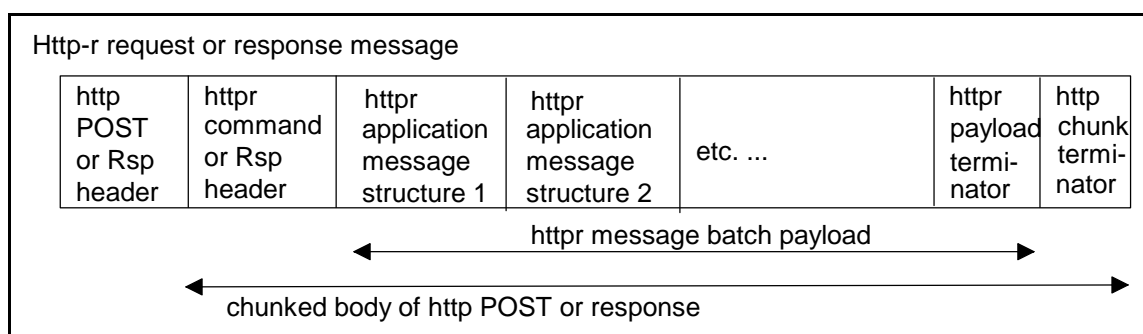 Http-r request or response message
http
POST
or Rsp
header
httpr
command
or Rsp
header
httpr
application
message
structure 1
httpr
application
message
structure 2
etc. ...
httpr
payload
termi-
nator
http
chunk
termi-
nator
httpr message batch payload
chunked body of http POST or response